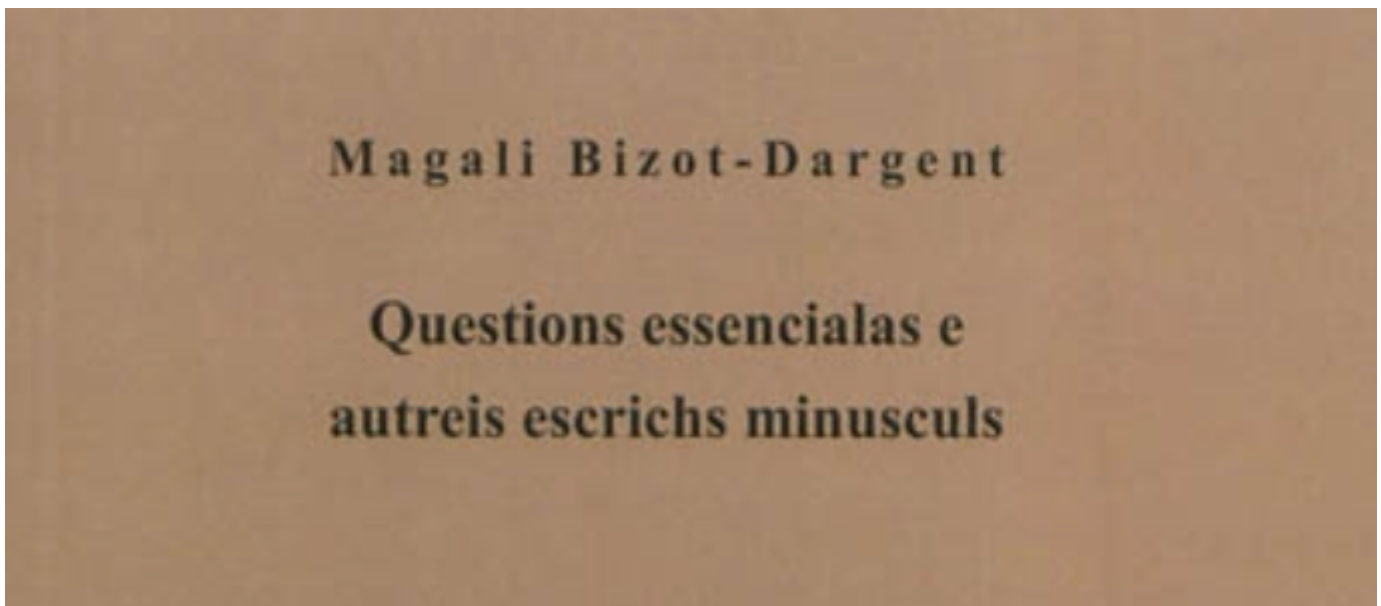 Magali Bizot-Dargent
Questions essencialas e
autreis escrichs minusculs